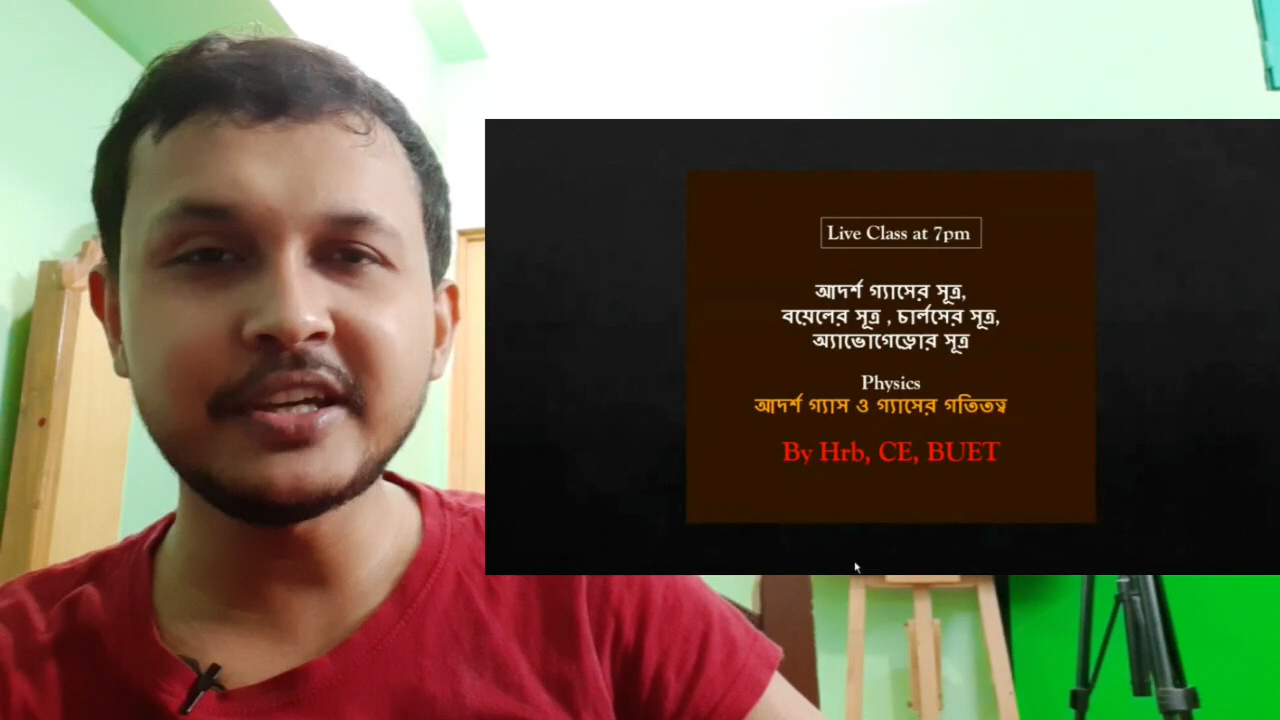 Live Class at 7pm
আদর্শ গ্যাসের সূত্র,
বয়েলের সূত্র , চার্লসের সূত্র,
অ্যাভোগেড্রোর সূত্র
Physics
আদর্শ গ্যাস ও গ্যাসের গতিতত্ব
By Hrb, CE, BUET